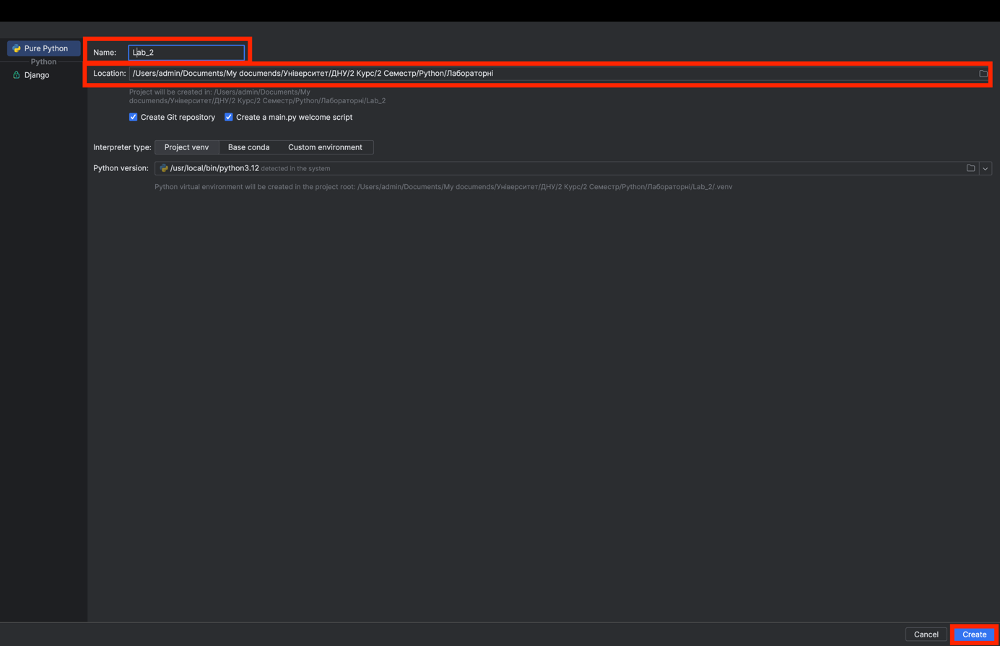 Pure Python
Python
Django
Name: Lab_2
Location: /Users/admin/Documents/My documends/Університет/ДНУ/2 Курс/2 Семестр/Python/Лабораторні
Project will be created in: /Users/admin/Documents/My
documends/Університет/ДНУ/2 Курс/2 Семестр/Python/Лабораторні/Lab_2
Create Git repository Create a main.py welcome script
Interpreter type: Project venv Base conda Custom environment
Python version: /usr/local/bin/python3.12 detected in the system
Python virtual environment will be created in the project root: /Users/admin/Documents/My documends/Університет/ДНУ/2 Курс/2 Семестр/Python/Лабораторні/Lab_2/.venv
Cancel Create